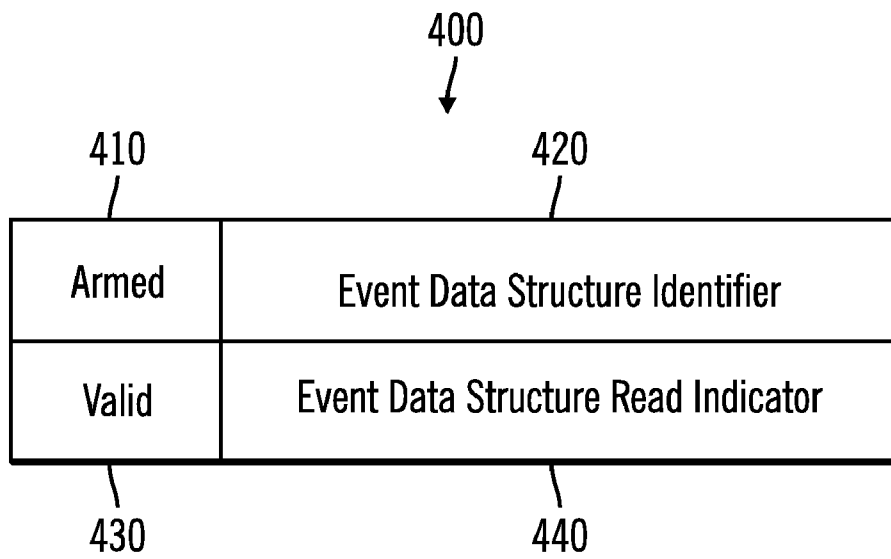 400
410 420
Armed Event Data Structure Identifier
Valid Event Data Structure Read Indicator
430 440